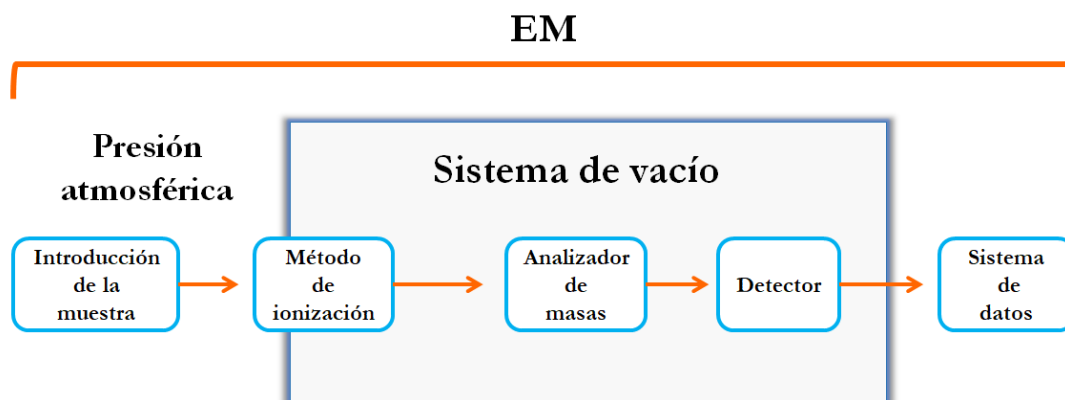 EM
Presión
atmosférica
Sistema de vacío
Introducción
de la
muestra
Método
de
ionización
Analizador
de
masas
Detector
Sistema
de
datos